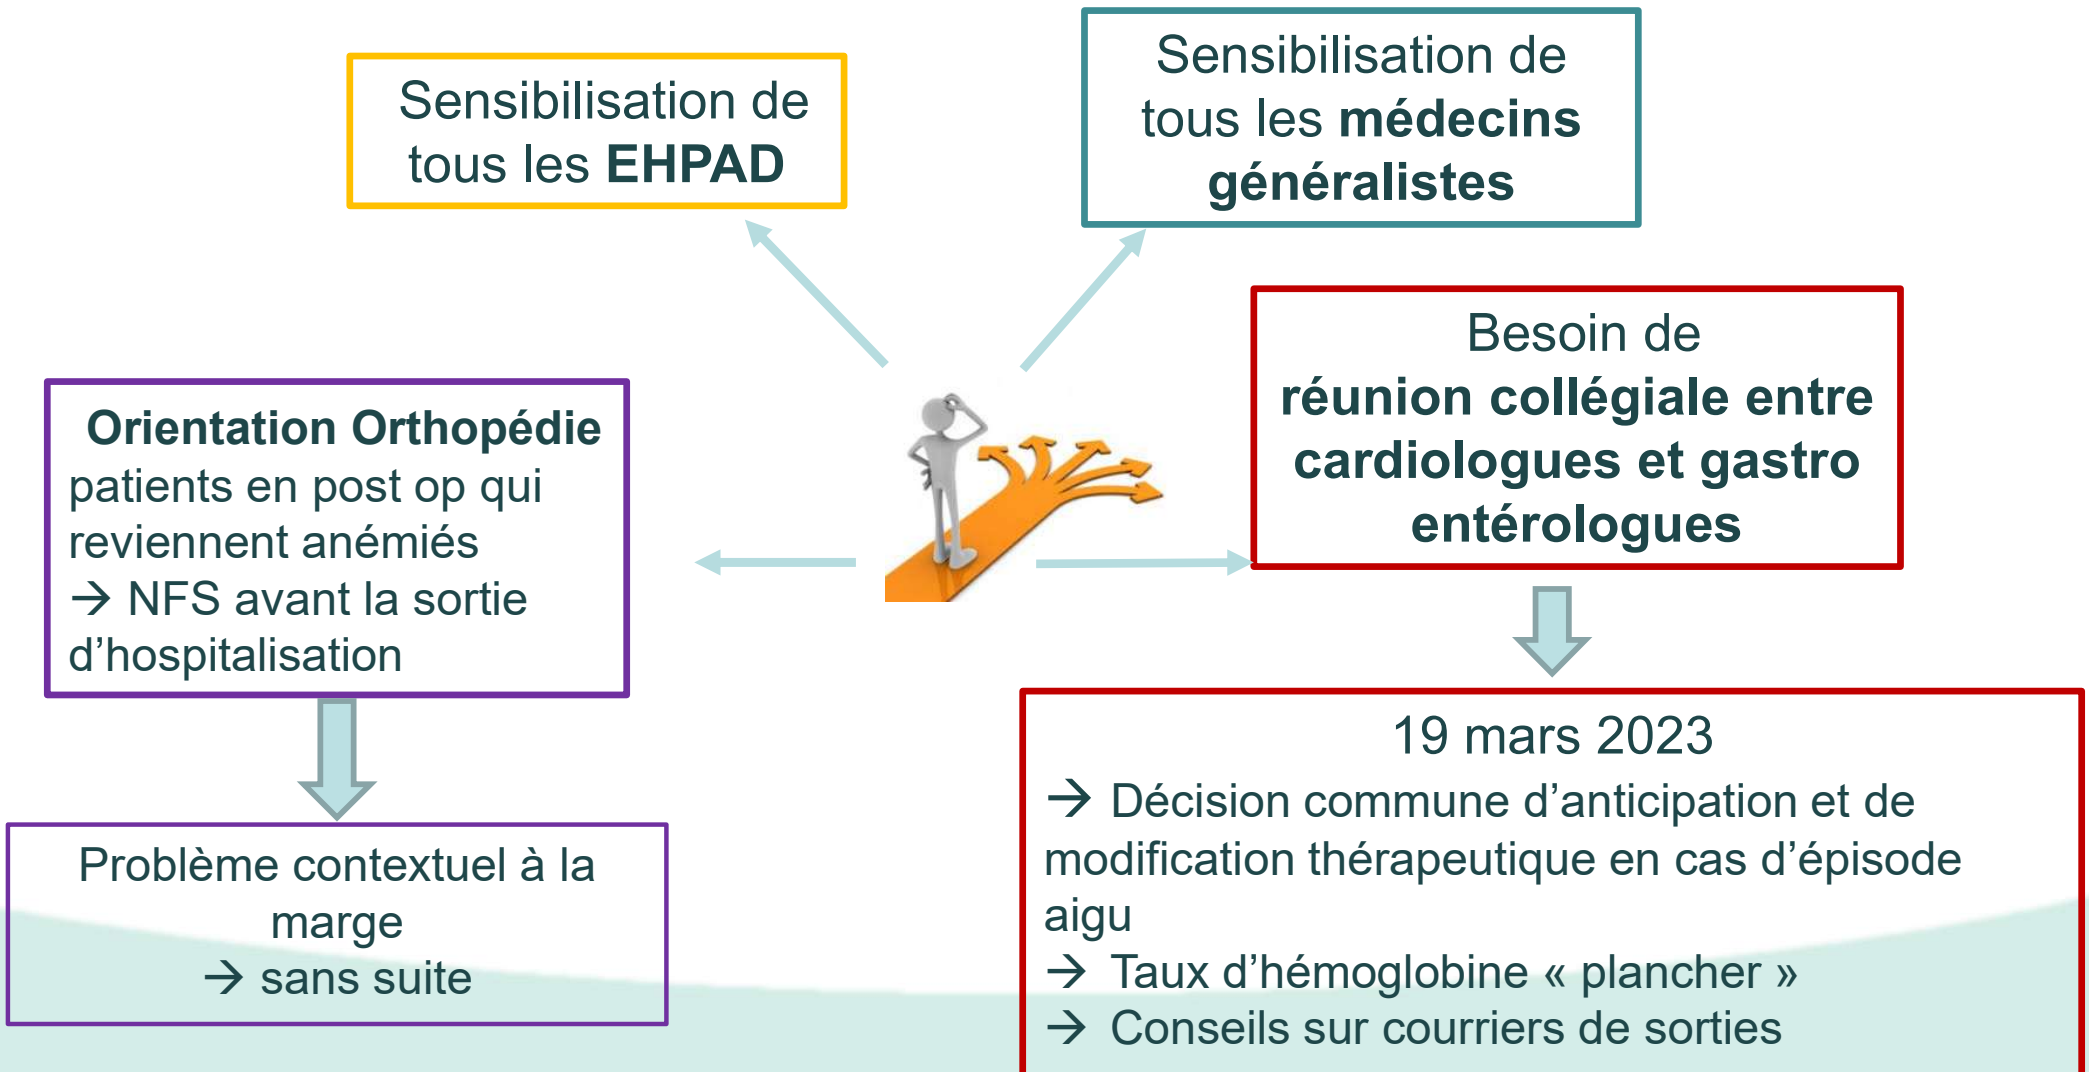 Sensibilisation de
tous les EHPAD
Sensibilisation de
tous les médecins
généralistes
Orientation Orthopédie
patients en post op qui
reviennent anémiés
→ NFS avant la sortie
d’hospitalisation
Besoin de
réunion collégiale entre
cardiologues et gastro
entérologues
Problème contextuel à la
marge
→ sans suite
19 mars 2023
→ Décision commune d’anticipation et de
modification thérapeutique en cas d’épisode
aigu
→ Taux d’hémoglobine « plancher »
→ Conseils sur courriers de sorties